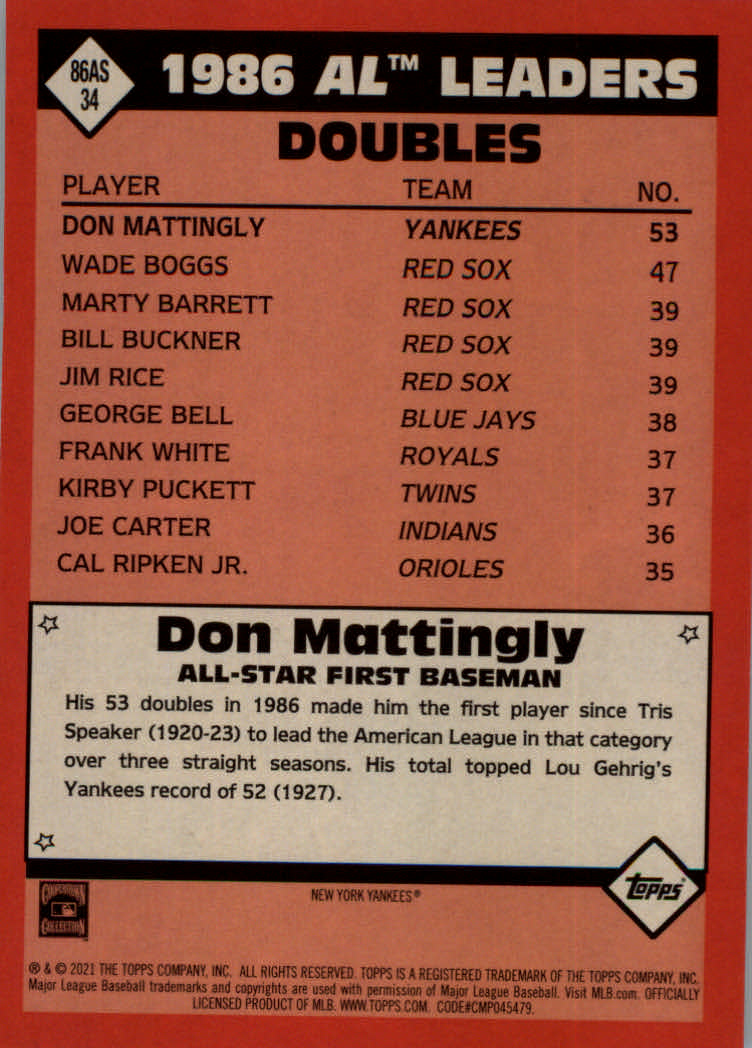 86AS
34
1986 AL™ LEADERS
DOUBLES
PLAYER TEAM NO.
DON MATTINGLY YANKEES 53
WADE BOGGS RED SOX 47
MARTY BARRETT RED SOX 39
BILL BUCKNER RED SOX 39
JIM RICE RED SOX 39
GEORGE BELL BLUE JAYS 38
FRANK WHITE ROYALS 37
KIRBY PUCKETT TWINS 37
JOE CARTER INDIANS 36
CAL RIPKEN JR. ORIOLES 35
Don Mattingly
ALL-STAR FIRST BASEMAN
His 53 doubles in 1986 made him the first player since Tris
Speaker (1920-23) to lead the American League in that category
over three straight seasons. His total topped Lou Gehrig's
Yankees record of 52 (1927).
TOPPS
COOPERSTOWN
COLLECTION
NEW YORK YANKEES®
® & © 2021 THE TOPPS COMPANY, INC. ALL RIGHTS RESERVED. TOPPS IS A REGISTERED TRADEMARK OF THE TOPPS COMPANY, INC.
Major League Baseball trademarks and copyrights are used with permission of Major League Baseball. Visit MLB.com. OFFICIALLY
LICENSED PRODUCT OF MLB. WWW.TOPPS.COM. CODE#CMP045479.